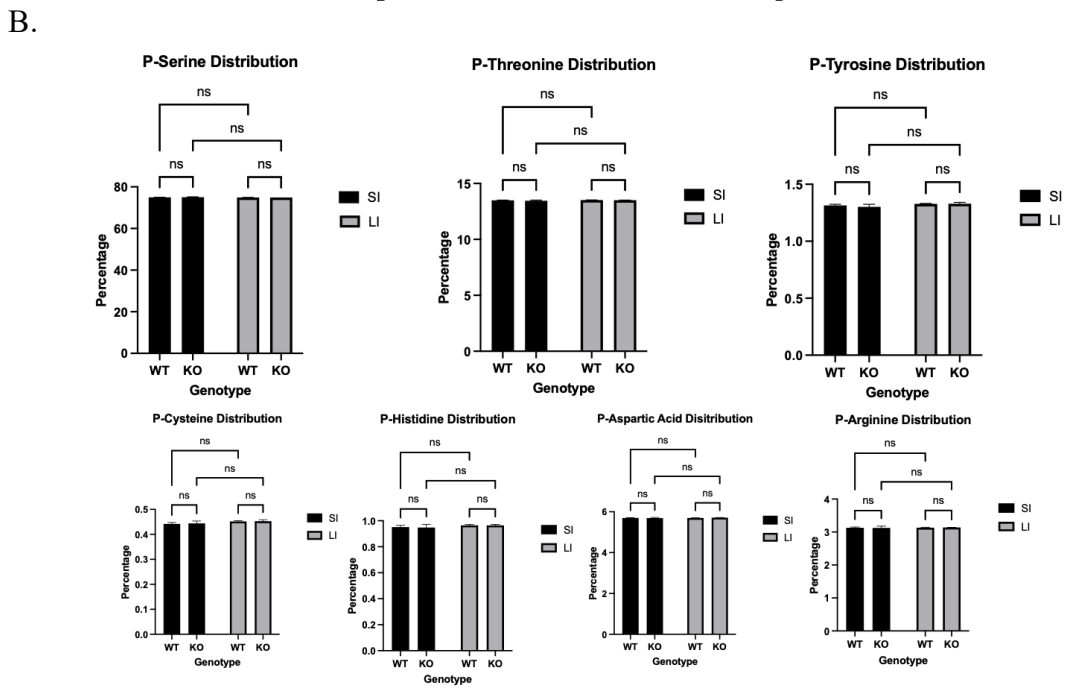 B.
P-Serine Distribution
ns
ns
ns
ns
80
60
40
20
0
Percentage
WT
KO
WT
KO
Genotype
SI
LI
P-Threonine Distribution
ns
ns
ns
ns
15
10
5
0
Percentage
WT
KO
WT
KO
Genotype
SI
LI
P-Tyrosine Distribution
ns
ns
ns
ns
1.5
1.0
0.5
0.0
Percentage
WT
KO
WT
KO
Genotype
SI
LI
P-Cysteine Distribution
ns
ns
ns
ns
0.5
0.4
0.3
0.2
0.1
0.0
Percentage
WT
KO
WT
KO
Genotype
SI
LI
P-Histidine Distribution
ns
ns
ns
ns
1.0
0.8
0.6
0.4
0.2
0.0
Percentage
WT
KO
WT
KO
Genotype
SI
LI
P-Aspartic Acid Disitribution
ns
ns
ns
ns
6
4
2
0
Percentage
WT
KO
WT
KO
Genotype
SI
LI
P-Arginine Distribution
ns
ns
ns
ns
4
3
2
1
0
Percentage
WT
KO
WT
KO
Genotype
SI
LI